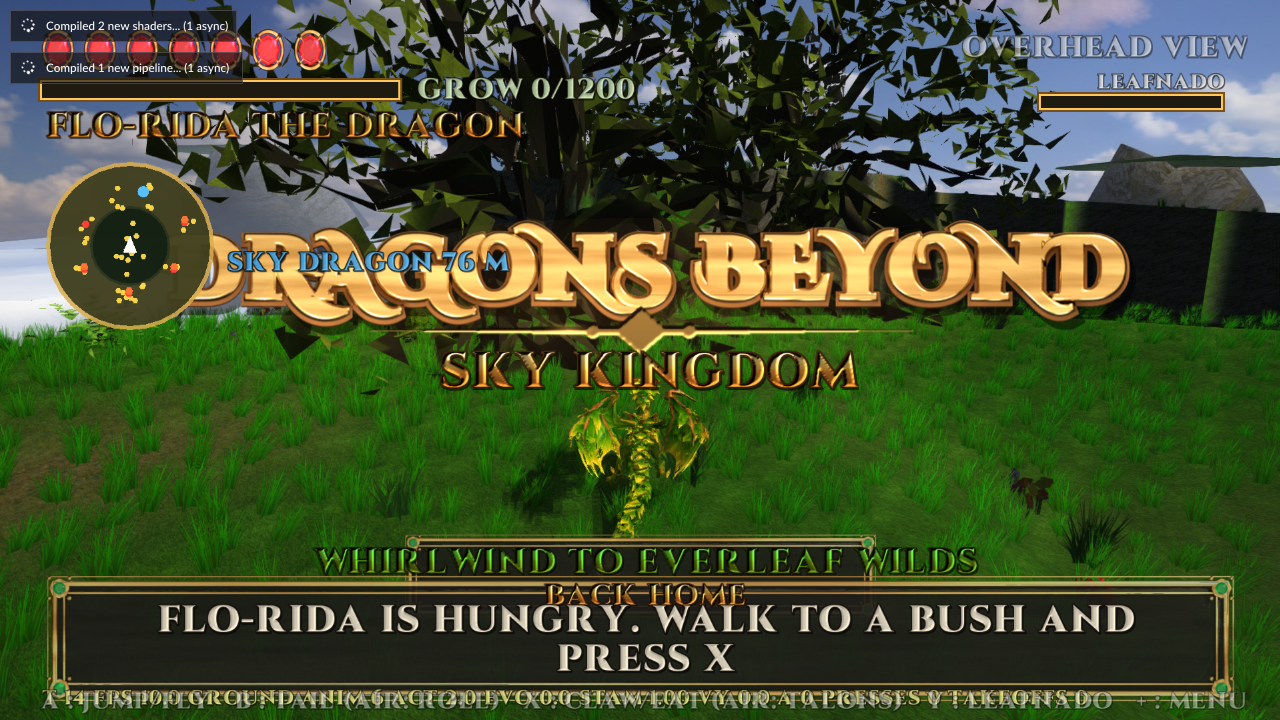 Compiled 2 new shaders... (1 async)
Compiled 1 new pipeline... (1 async)
OVERHEAD VIEW
LEAFNADO
GROW 0/1200
FLO-RIDA THE DRAGON
SKY DRAGON 76 M
DRAGONS BEYOND
SKY KINGDOM
WHIRLWIND TO EVERLEAF WILDS
BACK HOME
FLO-RIDA IS HUNGRY. WALK TO A BUSH AND
PRESS X
: MENU